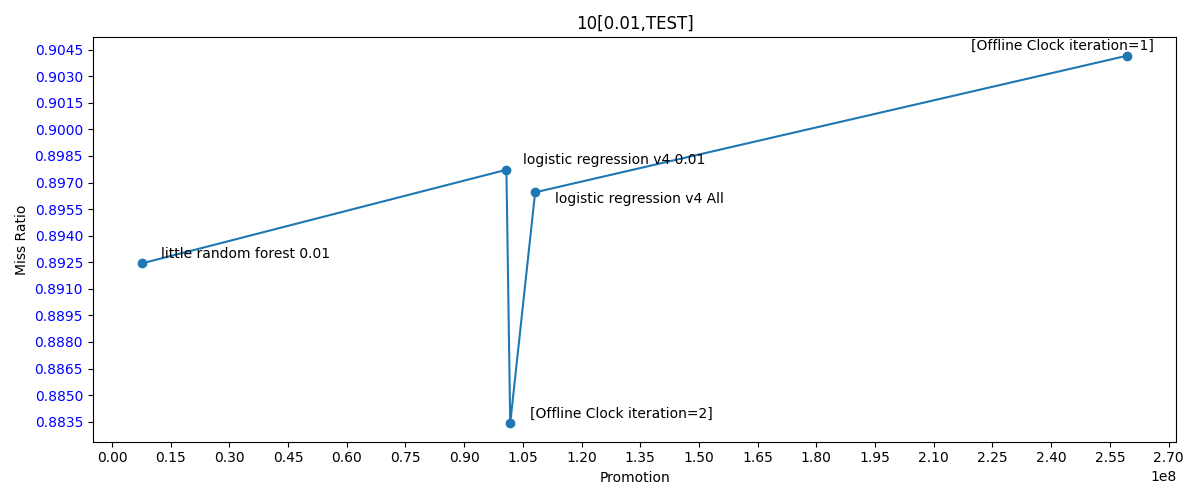 10[0.01,TEST]
0.9045
0.9030
0.9015
0.9000
0.8985
0.8970
0.8955
0.8940
0.8925
0.8910
0.8895
0.8880
0.8865
0.8850
0.8835
Miss Ratio
[Offline Clock iteration=1]
logistic regression v4 0.01
logistic regression v4 All
little random forest 0.01
[Offline Clock iteration=2]
0.00 0.15 0.30 0.45 0.60 0.75 0.90 1.05 1.20 1.35 1.50 1.65 1.80 1.95 2.10 2.25 2.40 2.55 2.70
1e8
Promotion